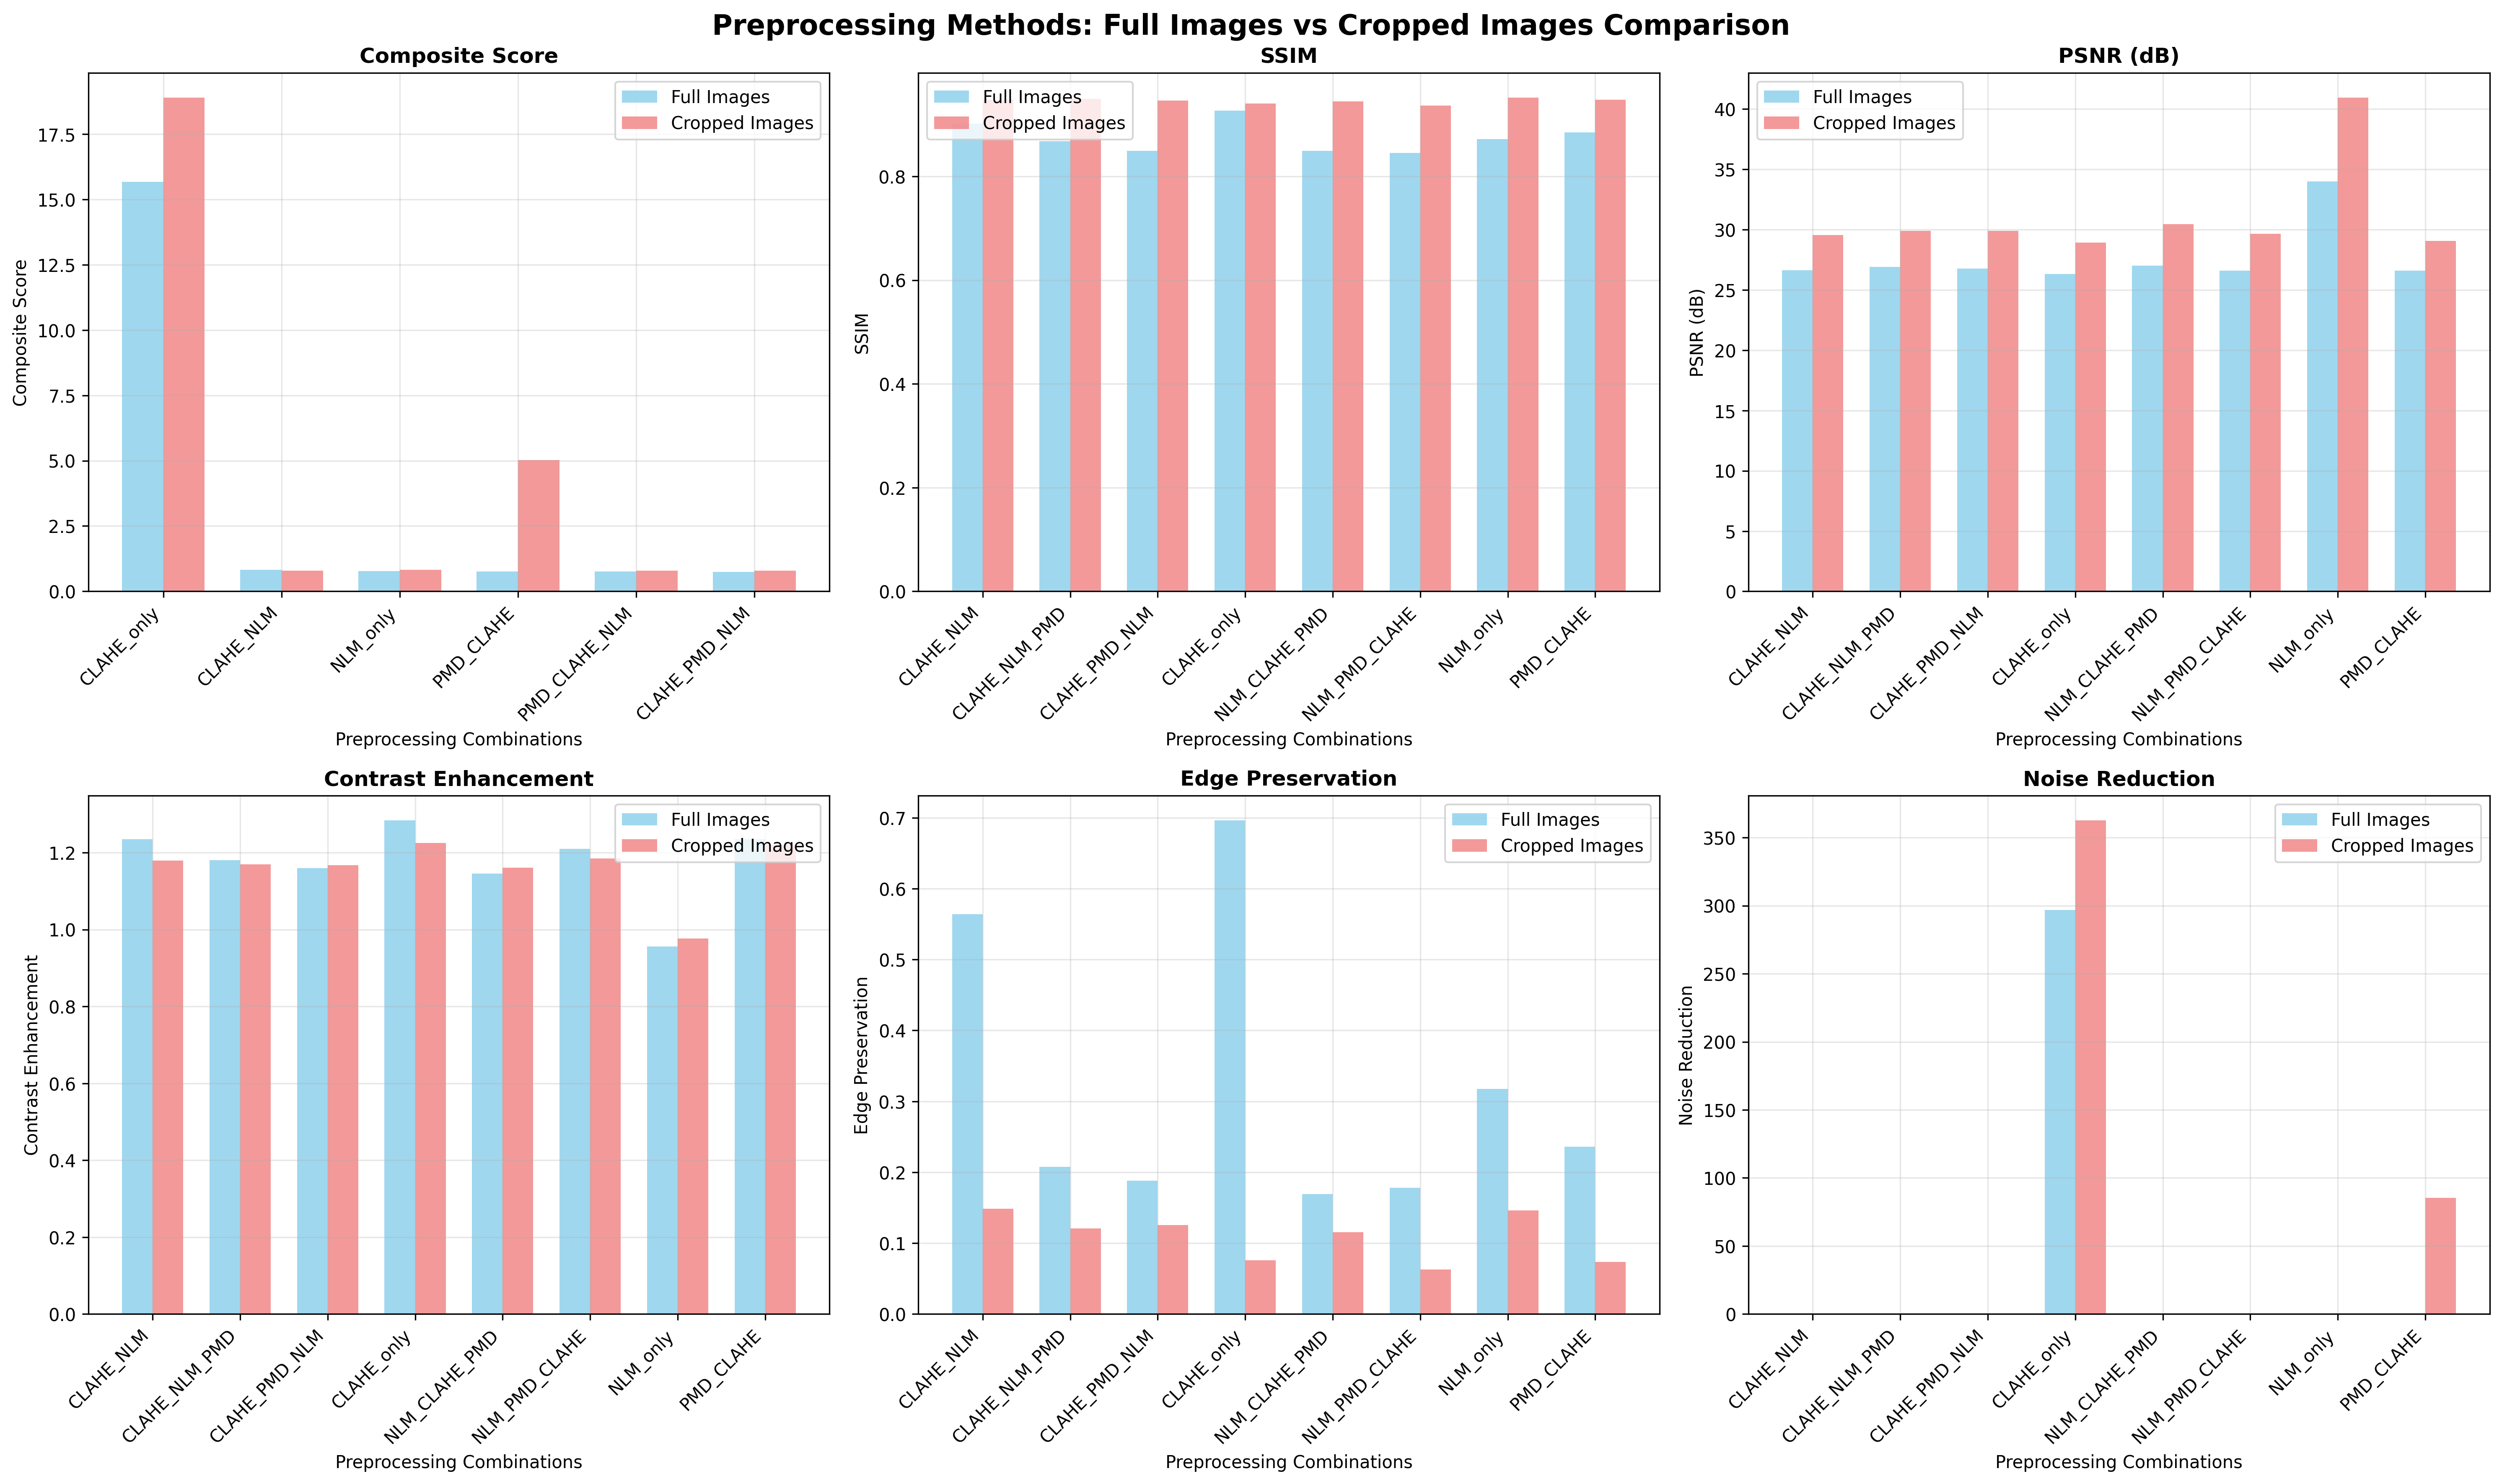 Preprocessing Methods: Full Images vs Cropped Images Comparison
Composite Score
Full Images
Cropped Images
17.5
15.0
12.5
10.0
7.5
5.0
2.5
0.0
Composite Score
CLAHE_only
CLAHE_NLM
NLM_only
PMD_CLAHE
PMD_CLAHE_NLM
CLAHE_PMD_NLM
Preprocessing Combinations
SSIM
Full Images
Cropped Images
0.8
0.6
0.4
0.2
0.0
SSIM
CLAHE_NLM
CLAHE_NLM_PMD
CLAHE_PMD_NLM
CLAHE_only
NLM_CLAHE_PMD
NLM_PMD_CLAHE
NLM_only
PMD_CLAHE
Preprocessing Combinations
PSNR (dB)
Full Images
Cropped Images
40
35
30
25
20
15
10
5
0
PSNR (dB)
CLAHE_NLM
CLAHE_NLM_PMD
CLAHE_PMD_NLM
CLAHE_only
NLM_CLAHE_PMD
NLM_PMD_CLAHE
NLM_only
PMD_CLAHE
Preprocessing Combinations
Contrast Enhancement
Full Images
Cropped Images
1.2
1.0
0.8
0.6
0.4
0.2
0.0
Contrast Enhancement
CLAHE_NLM
CLAHE_NLM_PMD
CLAHE_PMD_NLM
CLAHE_only
NLM_CLAHE_PMD
NLM_PMD_CLAHE
NLM_only
PMD_CLAHE
Preprocessing Combinations
Edge Preservation
Full Images
Cropped Images
0.7
0.6
0.5
0.4
0.3
0.2
0.1
0.0
Edge Preservation
CLAHE_NLM
CLAHE_NLM_PMD
CLAHE_PMD_NLM
CLAHE_only
NLM_CLAHE_PMD
NLM_PMD_CLAHE
NLM_only
PMD_CLAHE
Preprocessing Combinations
Noise Reduction
Full Images
Cropped Images
350
300
250
200
150
100
50
0
Noise Reduction
CLAHE_NLM
CLAHE_NLM_PMD
CLAHE_PMD_NLM
CLAHE_only
NLM_CLAHE_PMD
NLM_PMD_CLAHE
NLM_only
PMD_CLAHE
Preprocessing Combinations